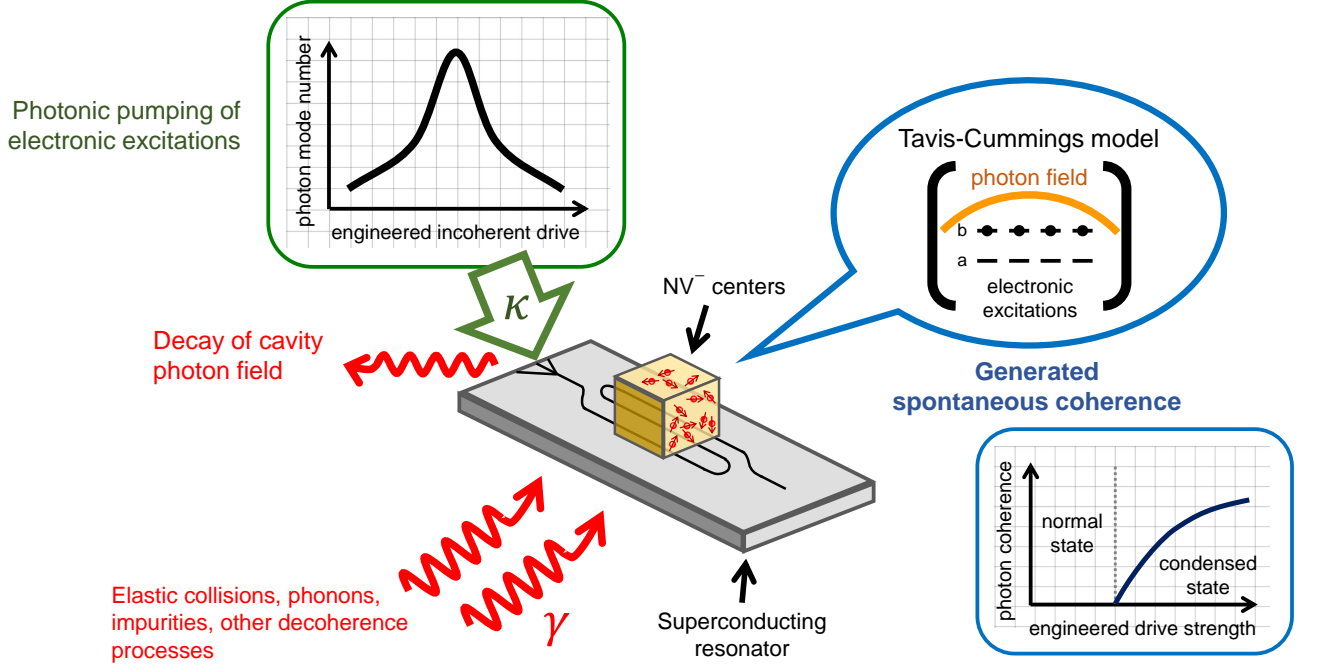 Photonic pumping of
electronic excitations
photon mode number
engineered incoherent drive
κ
Tavis-Cummings model
photon field
b
a
electronic
excitations
NV⁻ centers
Decay of cavity
photon field
Generated
spontaneous coherence
photon coherence
normal
state
condensed
state
engineered drive strength
Elastic collisions, phonons,
impurities, other decoherence
processes
γ
Superconducting
resonator